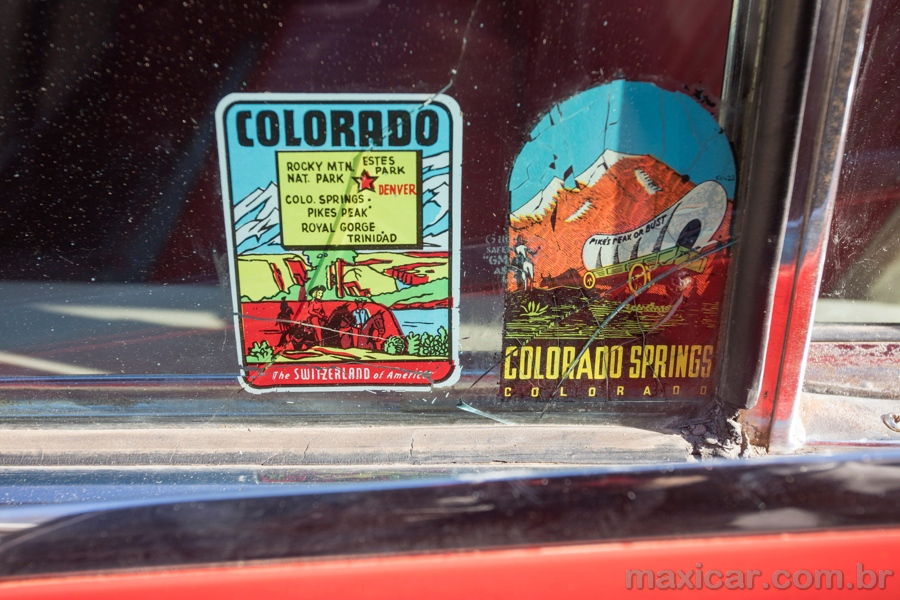 COLORADO
ROCKY MTN. ESTES
NAT. PARK PARK
DENVER
COLO. SPRINGS
PIKES PEAK
ROYAL GORGE
TRINIDAD
The SWITZERLAND of America
PIKE'S PEAK OR BUST
COLORADO SPRINGS
COLORADO
maxicar.com.br